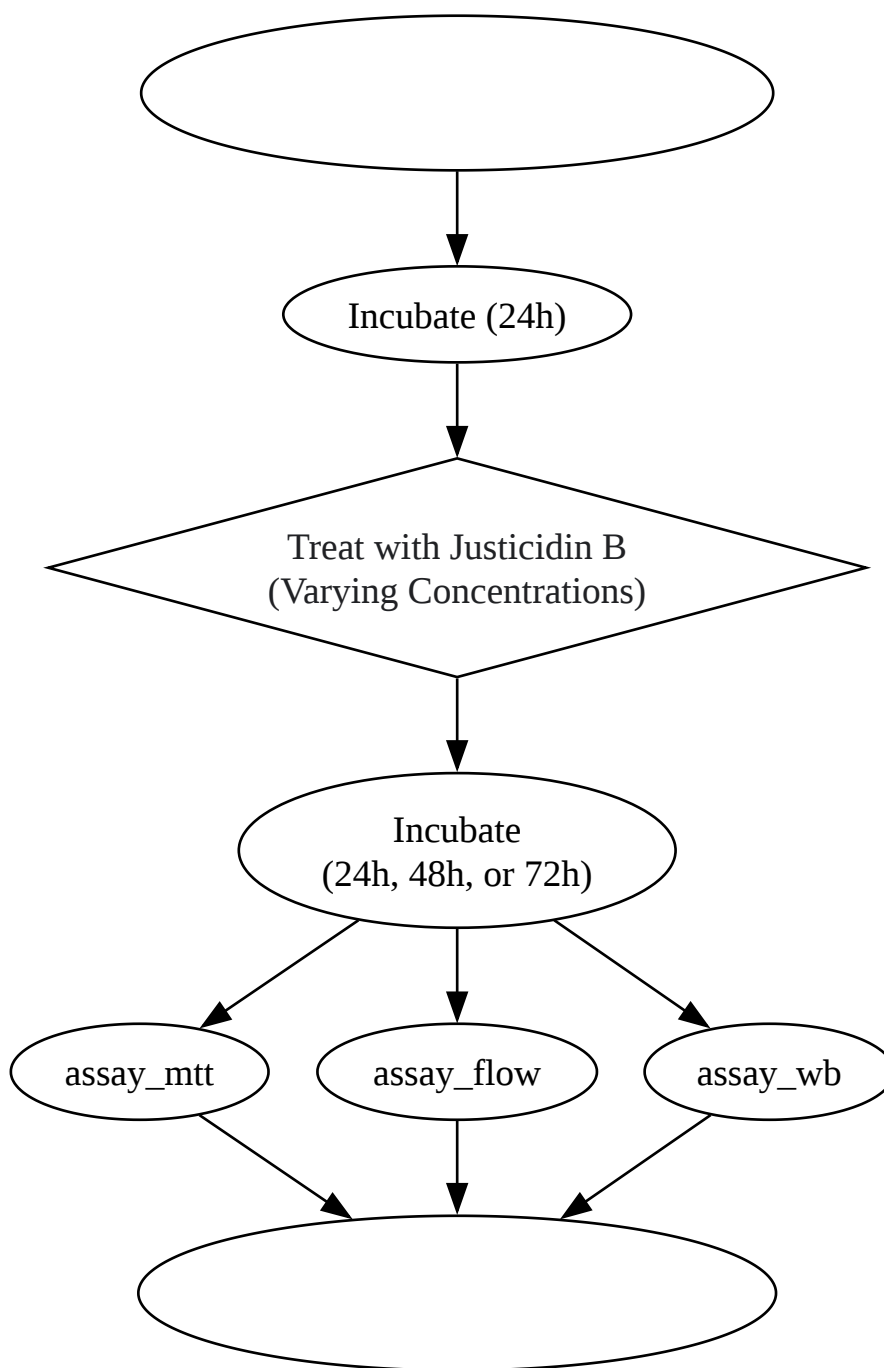 Incubate (24h)
Treat with Justicidin B
(Varying Concentrations)
Incubate
(24h, 48h, or 72h)
assay_mtt
assay_flow
assay_wb